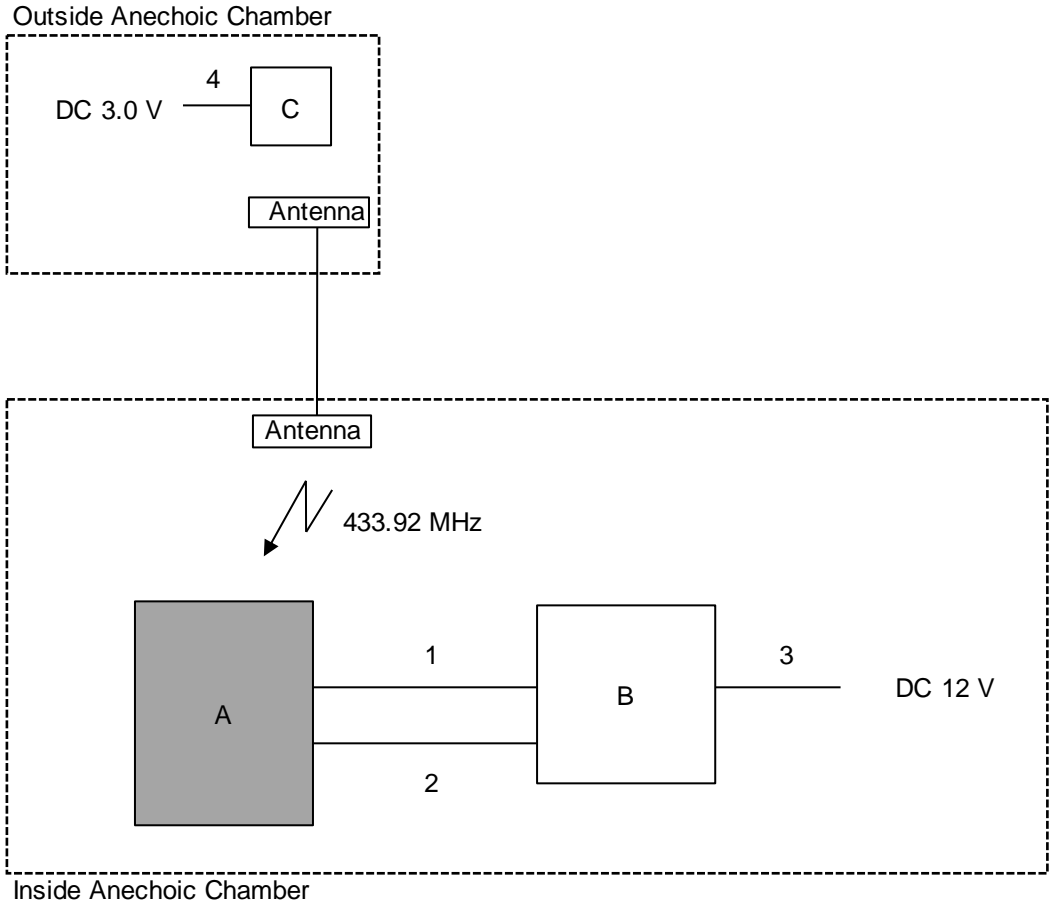 Outside Anechoic Chamber
4
DC 3.0 V
C
Antenna
Antenna
433.92 MHz
1
3
A
B
DC 12 V
2
Inside Anechoic Chamber